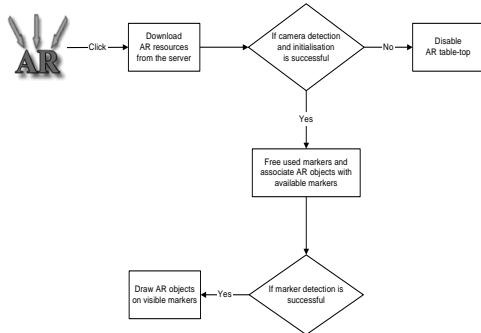 AR
Click
Download
AR resources
from the server
If camera detection
and initialisation
is successful
No
Disable
AR table-top
Yes
Free used markers and
associate AR objects with
available markers
If marker detection is
successful
Yes
Draw AR objects
on visible markers